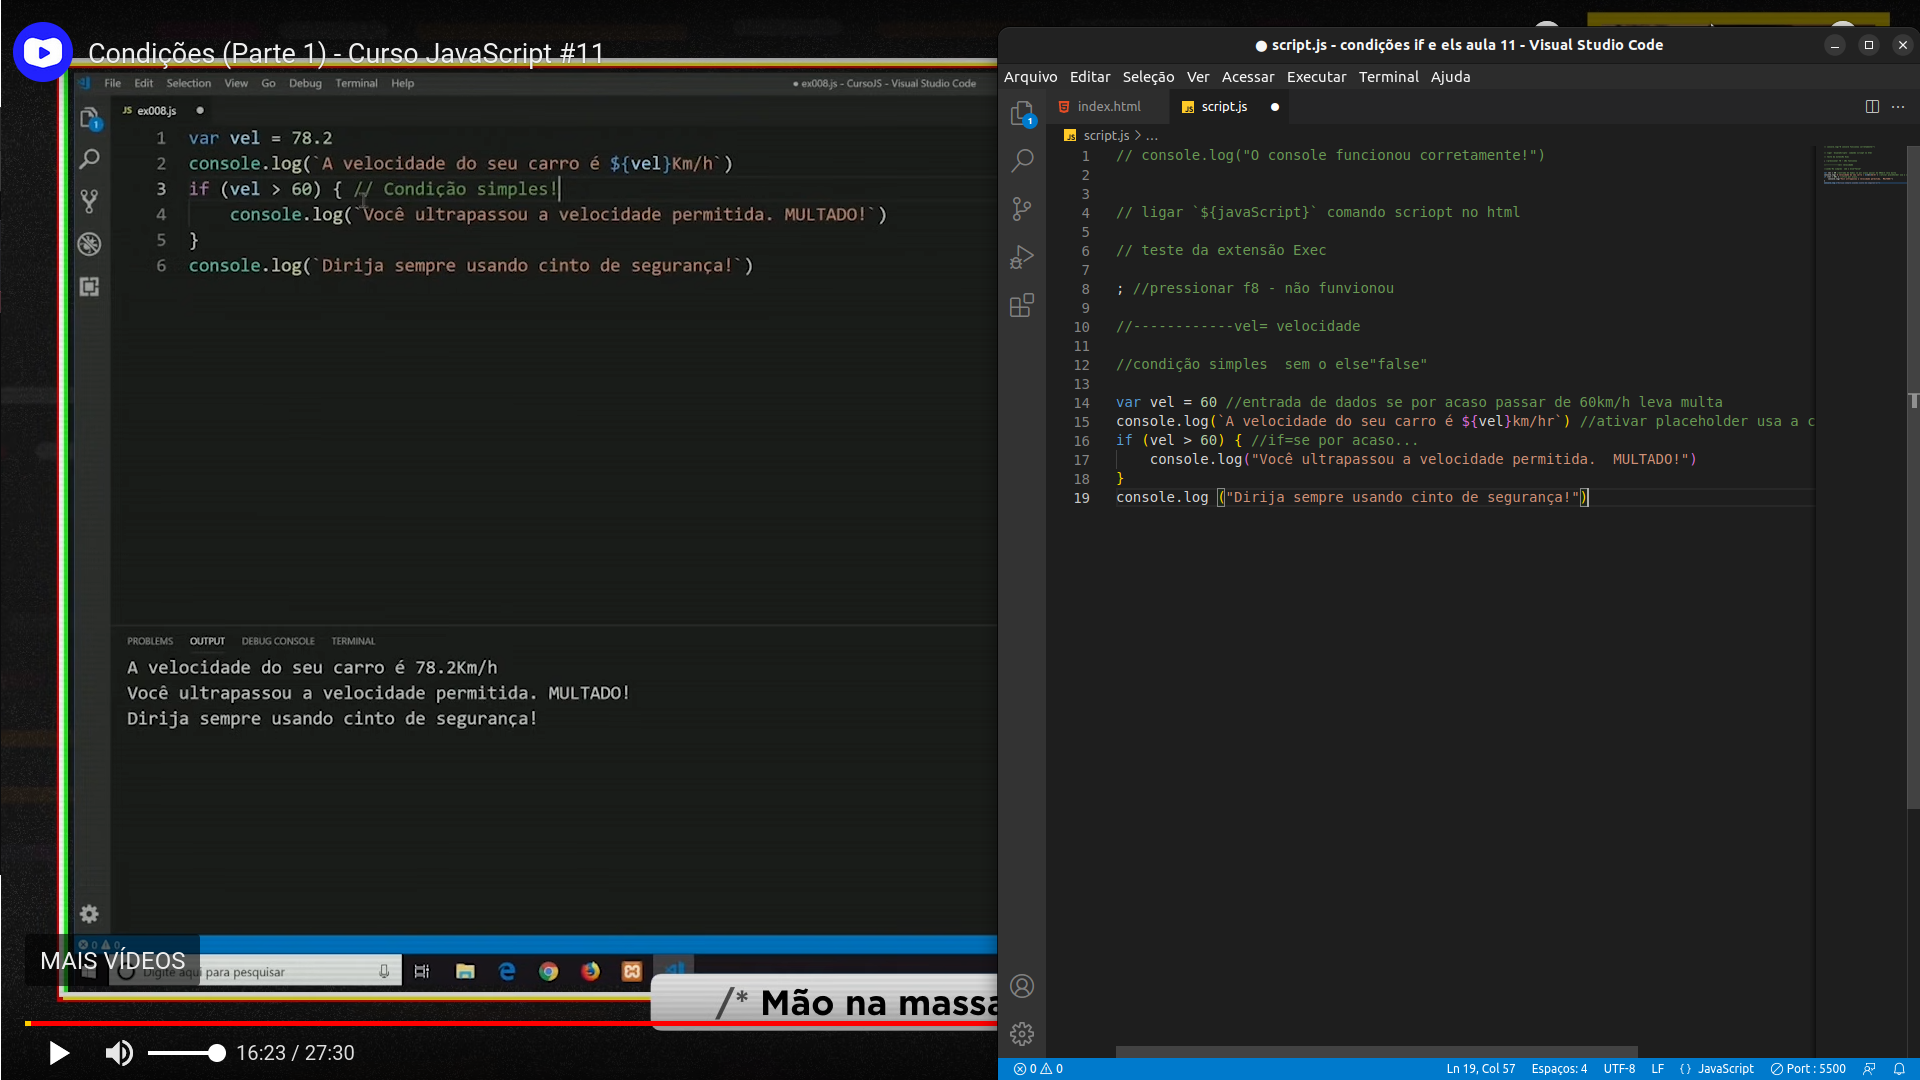 Condições (Parte 1) - Curso JavaScript #11
File Edit Selection View Go Debug Terminal Help
● ex008.js - CursoJS - Visual Studio Code
JS ex008.js ●
1 var vel = 78.2
2 console.log(`A velocidade do seu carro é ${vel}Km/h`)
3 if (vel > 60) { // Condição simples!
4 console.log(`Você ultrapassou a velocidade permitida. MULTADO!`)
5 }
6 console.log(`Dirija sempre usando cinto de segurança!`)
1
PROBLEMS OUTPUT DEBUG CONSOLE TERMINAL
A velocidade do seu carro é 78.2Km/h
Você ultrapassou a velocidade permitida. MULTADO!
Dirija sempre usando cinto de segurança!
0 0
MAIS VÍDEOS
Digite aqui para pesquisar
/* Mão na massa
16:23 / 27:30
● script.js - condições if e els aula 11 - Visual Studio Code
Arquivo Editar Seleção Ver Acessar Executar Terminal Ajuda
index.html JS script.js ●
1
JS script.js > ...
1 // console.log("O console funcionou corretamente!")
2
3
4 // ligar `${javaScript}` comando scriopt no html
5
6 // teste da extensão Exec
7
8 ; //pressionar f8 - não funvionou
9
10 //------------vel= velocidade
11
12 //condição simples  sem o else"false"
13
14 var vel = 60 //entrada de dados se por acaso passar de 60km/h leva multa
15 console.log(`A velocidade do seu carro é ${vel}km/hr`) //ativar placeholder usa a c
16 if (vel > 60) { //if=se por acaso...
17 console.log("Você ultrapassou a velocidade permitida.  MULTADO!")
18 }
19 console.log ("Dirija sempre usando cinto de segurança!")
0 0 Ln 19, Col 57 Espaços: 4 UTF-8 LF {} JavaScript Port : 5500